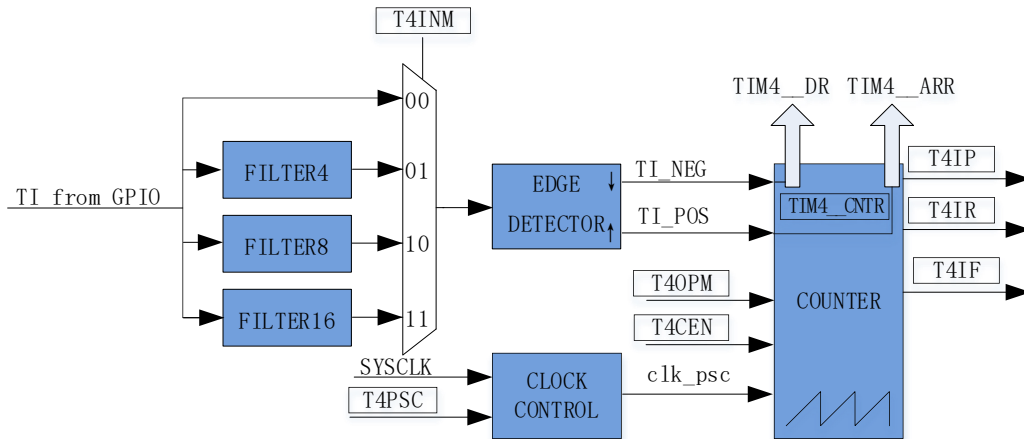 T4INM
TIM4__DR
TIM4__ARR
00
FILTER4
01
TI from GPIO
FILTER8
10
FILTER16
11
EDGE ↓
DETECTOR↑
TI_NEG
TI_POS
TIM4__CNTR
T4IP
T4IR
T4IF
T4OPM
T4CEN
COUNTER
SYSCLK
T4PSC
CLOCK
CONTROL
clk_psc